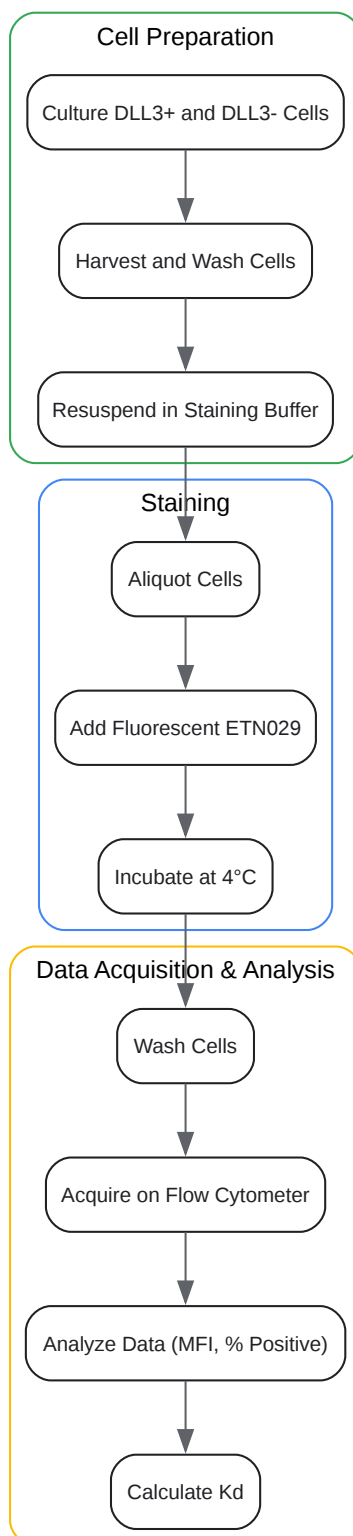 Cell Preparation
Culture DLL3+ and DLL3- Cells
Harvest and Wash Cells
Resuspend in Staining Buffer
Staining
Aliquot Cells
Add Fluorescent ETN029
Incubate at 4°C
Data Acquisition & Analysis
Wash Cells
Acquire on Flow Cytometer
Analyze Data (MFI, % Positive)
Calculate Kd